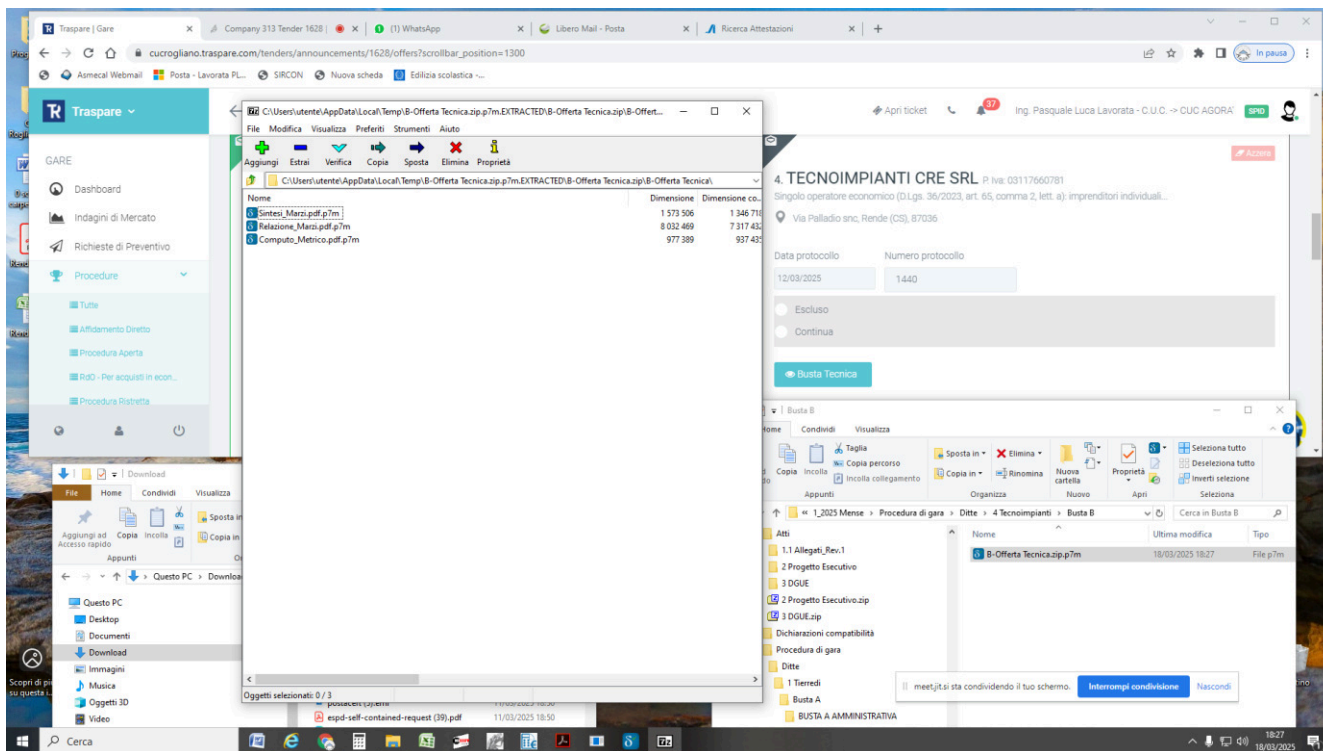 Traspare | Gare
Company 313 Tender 1628 |
(1) WhatsApp
Libero Mail - Posta
Ricerca Attestazioni
cucrogliano.traspare.com/tenders/announcements/1628/offers?scrollbar_position=1300
In pausa
Asmecal Webmail
Posta - Lavorata PL...
SIRCON
Nuova scheda
Edilizia scolastica -...
Traspare
Apri ticket
37
Ing. Pasquale Luca Lavorata - C.U.C. -> CUC AGORA'
SPID
GARE
Dashboard
Indagini di Mercato
Richieste di Preventivo
Procedure
Tutte
Affidamento Diretto
Procedura Aperta
RdO - Per acquisti in econ...
Procedura Ristretta
C:\Users\utente\AppData\Local\Temp\B-Offerta Tecnica.zip.p7m.EXTRACTED\B-Offerta Tecnica.zip\B-Offert...
File Modifica Visualizza Preferiti Strumenti Aiuto
Aggiungi Estrai Verifica Copia Sposta Elimina Proprietà
C:\Users\utente\AppData\Local\Temp\B-Offerta Tecnica.zip.p7m.EXTRACTED\B-Offerta Tecnica.zip\B-Offerta Tecnica\
Nome Dimensione Dimensione co...
Sintesi_Marzi.pdf.p7m 1 573 506 1 346 718
Relazione_Marzi.pdf.p7m 8 032 469 7 317 432
Computo_Metrico.pdf.p7m 977 389 937 435
Oggetti selezionati: 0 / 3
Azzera
4. TECNOIMPIANTI CRE SRL P. Iva: 03117660781
Singolo operatore economico (D.Lgs. 36/2023, art. 65, comma 2, lett. a): imprenditori individuali...
Via Palladio snc, Rende (CS), 87036
Data protocollo Numero protocollo
12/03/2025 1440
Escluso
Continua
Busta Tecnica
Download
File Home Condividi Visualizza
Aggiungi ad Accesso rapido
Copia
Incolla
Sposta in
Copia in
Appunti
Questo PC > Download
Questo PC
Desktop
Documenti
Download
Immagini
Musica
Oggetti 3D
Video
espd-self-contained-request (39).pdf 11/03/2025 18:50
Busta B
Home Condividi Visualizza
Copia Incolla
Taglia
Copia percorso
Incolla collegamento
Sposta in
Copia in
Elimina
Rinomina
Nuova cartella
Proprietà
Seleziona tutto
Deseleziona tutto
Inverti selezione
Appunti Organizza Nuovo Apri Seleziona
« 1_2025 Mense > Procedura di gara > Ditte > 4 Tecnoimpianti > Busta B
Cerca in Busta B
Atti
1.1 Allegati_Rev.1
2 Progetto Esecutivo
3 DGUE
2 Progetto Esecutivo.zip
3 DGUE.zip
Dichiarazioni compatibilità
Procedura di gara
Ditte
1 Tierredi
Busta A
BUSTA A AMMINISTRATIVA
Nome Ultima modifica Tipo
B-Offerta Tecnica.zip.p7m 18/03/2025 18:27 File p7m
meet.jit.si sta condividendo il tuo schermo. Interrompi condivisione Nascondi
Scopri di pi
su questa i...
Cerca
18:27
18/03/2025